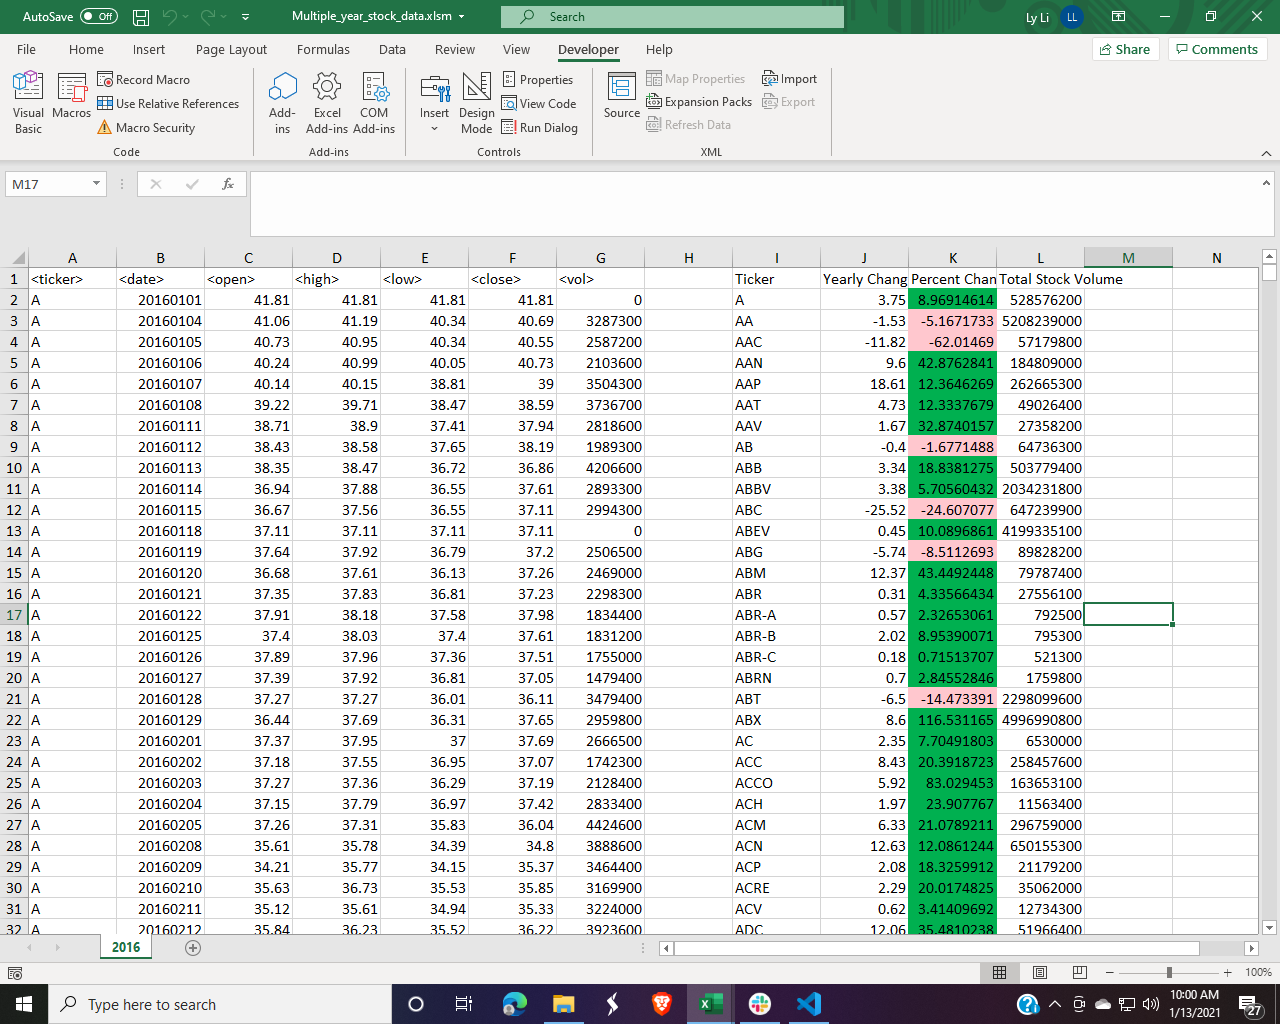 AutoSave Off Multiple_year_stock_data.xlsm Search Ly Li LL
File Home Insert Page Layout Formulas Data Review View Developer Help Share Comments
Visual Basic Macros Record Macro Use Relative References Macro Security
Add-ins Excel Add-ins COM Add-ins
Insert Design Mode Properties View Code Run Dialog
Source Map Properties Expansion Packs Refresh Data Import Export
Code Add-ins Controls XML
M17 fx
A B C D E F G H I J K L M N
1 <ticker> <date> <open> <high> <low> <close> <vol> Ticker Yearly Chang Percent Chan Total Stock Volume
2 A 20160101 41.81 41.81 41.81 41.81 0 A 3.75 8.96914614 528576200
3 A 20160104 41.06 41.19 40.34 40.69 3287300 AA -1.53 -5.1671733 5208239000
4 A 20160105 40.73 40.95 40.34 40.55 2587200 AAC -11.82 -62.01469 57179800
5 A 20160106 40.24 40.99 40.05 40.73 2103600 AAN 9.6 42.8762841 184809000
6 A 20160107 40.14 40.15 38.81 39 3504300 AAP 18.61 12.3646269 262665300
7 A 20160108 39.22 39.71 38.47 38.59 3736700 AAT 4.73 12.3337679 49026400
8 A 20160111 38.71 38.9 37.41 37.94 2818600 AAV 1.67 32.8740157 27358200
9 A 20160112 38.43 38.58 37.65 38.19 1989300 AB -0.4 -1.6771488 64736300
10 A 20160113 38.35 38.47 36.72 36.86 4206600 ABB 3.34 18.8381275 503779400
11 A 20160114 36.94 37.88 36.55 37.61 2893300 ABBV 3.38 5.70560432 2034231800
12 A 20160115 36.67 37.56 36.55 37.11 2994300 ABC -25.52 -24.607077 647239900
13 A 20160118 37.11 37.11 37.11 37.11 0 ABEV 0.45 10.0896861 4199335100
14 A 20160119 37.64 37.92 36.79 37.2 2506500 ABG -5.74 -8.5112693 89828200
15 A 20160120 36.68 37.61 36.13 37.26 2469000 ABM 12.37 43.4492448 79787400
16 A 20160121 37.35 37.83 36.81 37.23 2298300 ABR 0.31 4.33566434 27556100
17 A 20160122 37.91 38.18 37.58 37.98 1834400 ABR-A 0.57 2.32653061 792500
18 A 20160125 37.4 38.03 37.4 37.61 1831200 ABR-B 2.02 8.95390071 795300
19 A 20160126 37.89 37.96 37.36 37.51 1755000 ABR-C 0.18 0.71513707 521300
20 A 20160127 37.39 37.92 36.81 37.05 1479400 ABRN 0.7 2.84552846 1759800
21 A 20160128 37.27 37.27 36.01 36.11 3479400 ABT -6.5 -14.473391 2298099600
22 A 20160129 36.44 37.69 36.31 37.65 2959800 ABX 8.6 116.531165 4996990800
23 A 20160201 37.37 37.95 37 37.69 2666500 AC 2.35 7.70491803 6530000
24 A 20160202 37.18 37.55 36.95 37.07 1742300 ACC 8.43 20.3918723 258457600
25 A 20160203 37.27 37.36 36.29 37.19 2128400 ACCO 5.92 83.029453 163653100
26 A 20160204 37.15 37.79 36.97 37.42 2833400 ACH 1.97 23.907767 11563400
27 A 20160205 37.26 37.31 35.83 36.04 4424600 ACM 6.33 21.0789211 296759000
28 A 20160208 35.61 35.78 34.39 34.8 3888600 ACN 12.63 12.0861244 650155300
29 A 20160209 34.21 35.77 34.15 35.37 3464400 ACP 2.08 18.3259912 21179200
30 A 20160210 35.63 36.73 35.53 35.85 3169900 ACRE 2.29 20.0174825 35062000
31 A 20160211 35.12 35.61 34.94 35.33 3224000 ACV 0.62 3.41409692 12734300
32 A 20160212 35.84 36.23 35.52 36.22 3923600 ADC 12.06 35.4810238 51966400
2016
100%
Type here to search 10:00 AM
1/13/2021 27